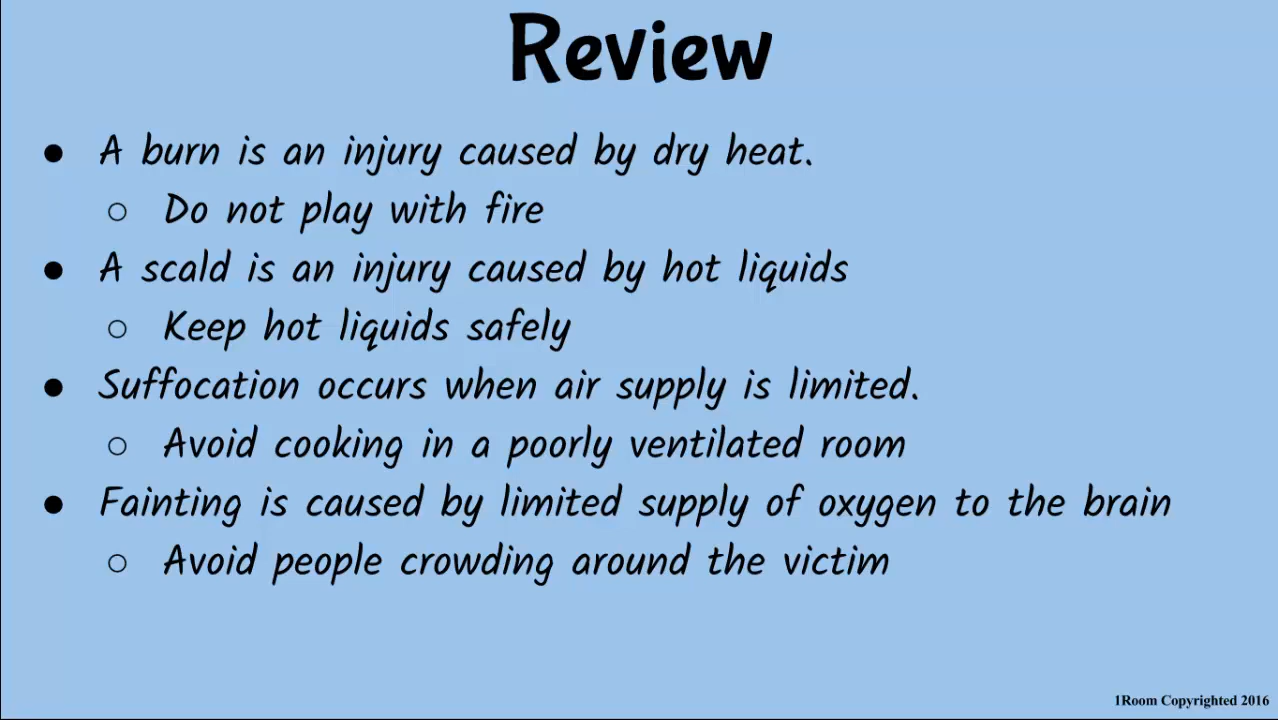 Review
● A burn is an injury caused by dry heat.
○ Do not play with fire
● A scald is an injury caused by hot liquids
○ Keep hot liquids safely
● Suffocation occurs when air supply is limited.
○ Avoid cooking in a poorly ventilated room
● Fainting is caused by limited supply of oxygen to the brain
○ Avoid people crowding around the victim
1Room Copyrighted 2016